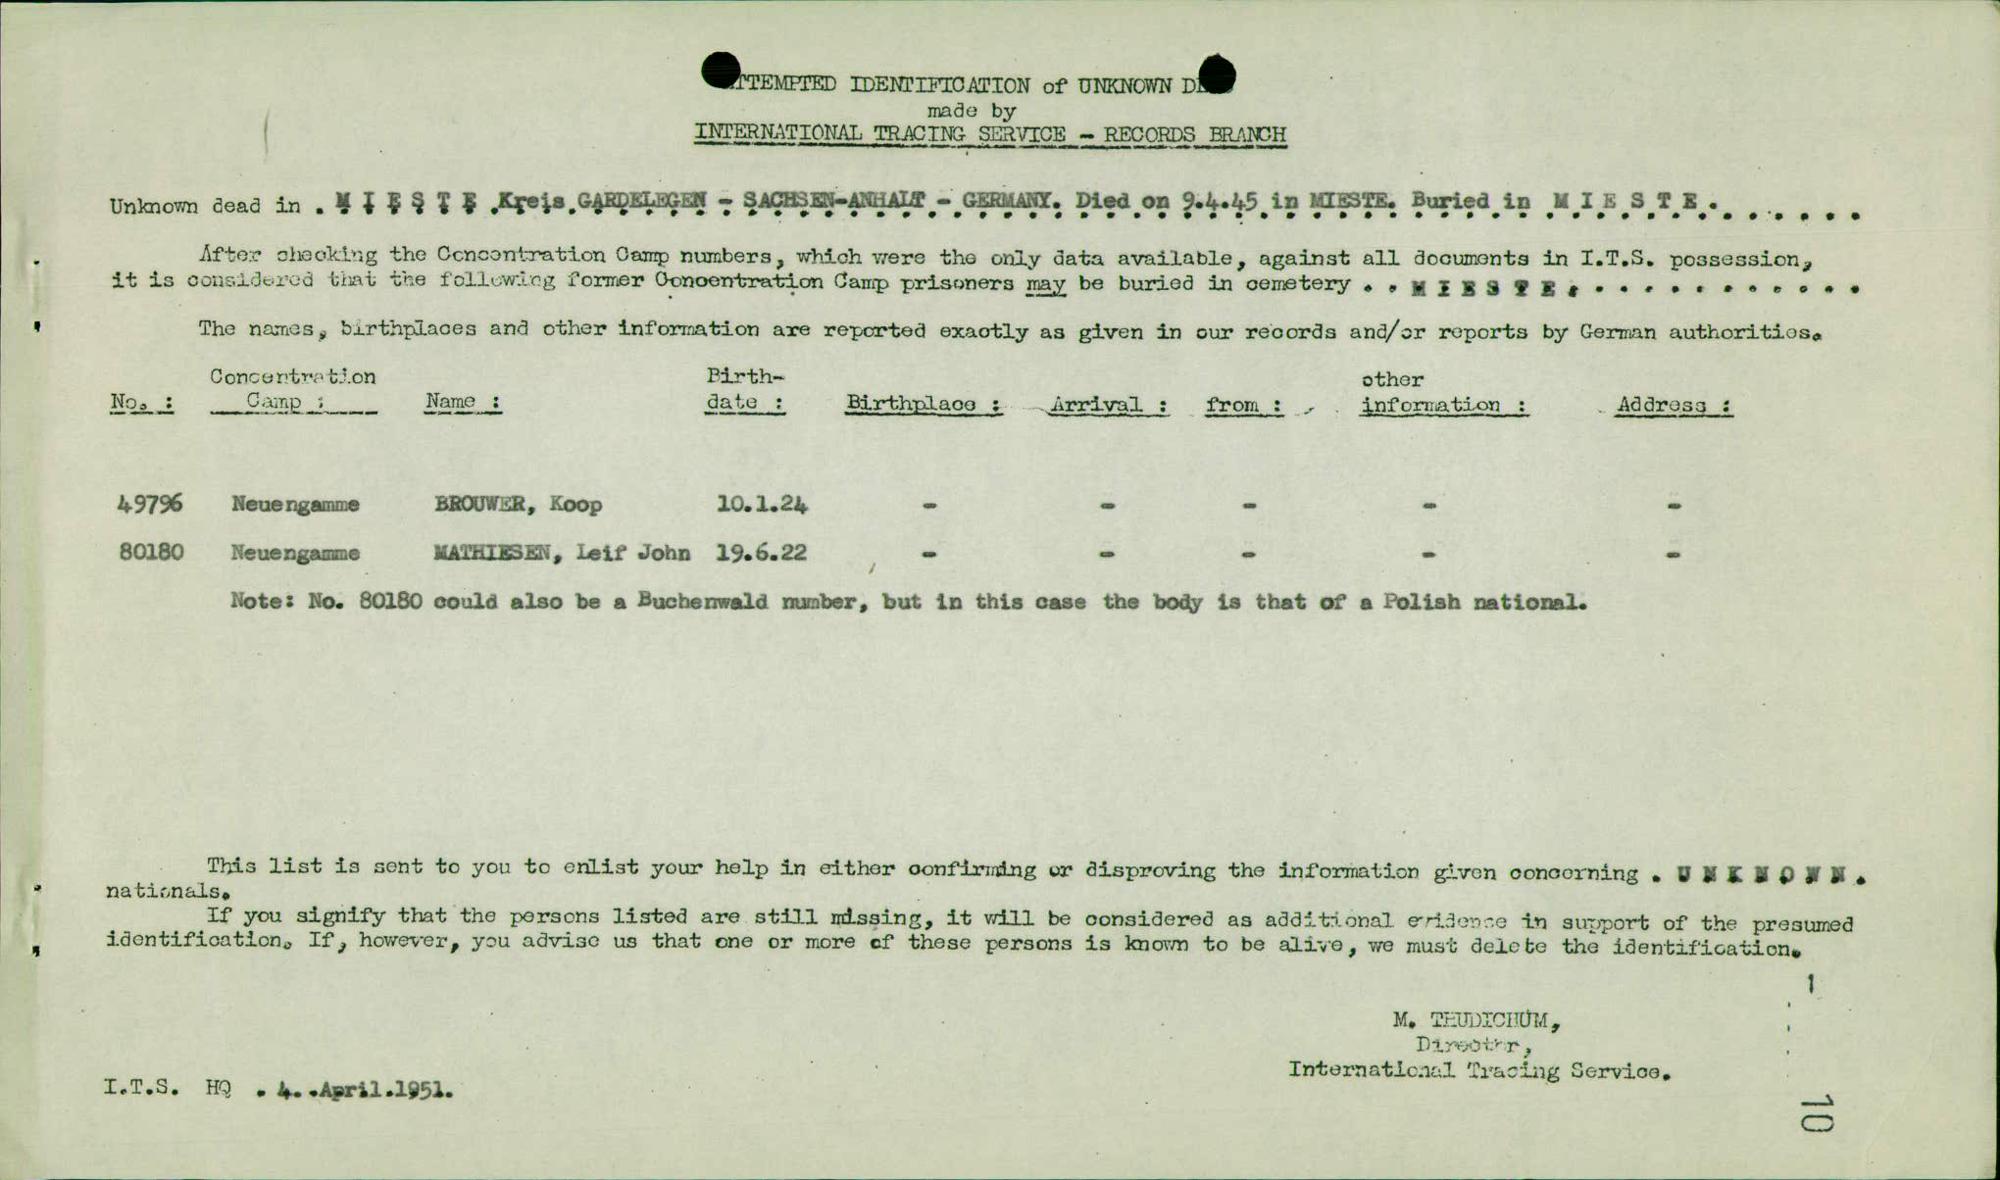 TTEMPTED IDENTIFICATION of UNKNOWN D
made by
INTERNATIONAL TRACING SERVICE - RECORDS BRANCH
Unknown dead in . M I E S T E .Kreis.GARDELEGEN - SACHSEN-ANHALT - GERMANY. Died on 9.4.45 in MIESTE. Buried in M I E S T E . . . . . . .
After checking the Concentration Camp numbers, which were the only data available, against all documents in I.T.S. possession,
it is considered that the following former Concentration Camp prisoners may be buried in cemetery . . M I E S T E . . . . . . . . . . . .
The names, birthplaces and other information are reported exactly as given in our records and/or reports by German authorities.
Concentration Birth- other
No. : Camp : Name : date : Birthplace : Arrival : from : information : Address :
49796 Neuengamme BROUWER, Koop 10.1.24 - - - - -
80180 Neuengamme MATHIESEN, Leif John 19.6.22 - - - - -
Note: No. 80180 could also be a Buchenwald number, but in this case the body is that of a Polish national.
This list is sent to you to enlist your help in either confirming or disproving the information given concerning . U N K N O W N .
nationals.
If you signify that the persons listed are still missing, it will be considered as additional evidence in support of the presumed
identification. If, however, you advise us that one or more of these persons is known to be alive, we must delete the identification.
1
M. THUDICHUM,
Director,
International Tracing Service.
I.T.S. HQ . 4. .April.1951.
10